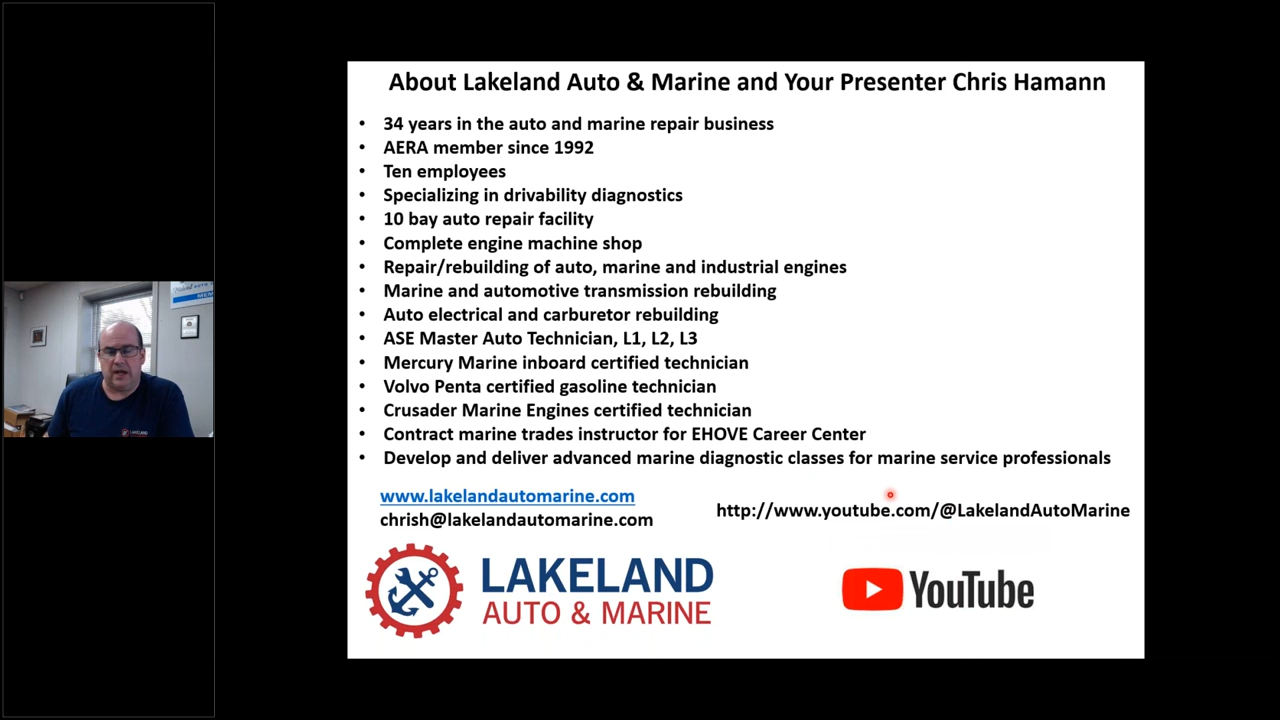 About Lakeland Auto & Marine and Your Presenter Chris Hamann
• 34 years in the auto and marine repair business
• AERA member since 1992
• Ten employees
• Specializing in drivability diagnostics
• 10 bay auto repair facility
• Complete engine machine shop
• Repair/rebuilding of auto, marine and industrial engines
• Marine and automotive transmission rebuilding
• Auto electrical and carburetor rebuilding
• ASE Master Auto Technician, L1, L2, L3
• Mercury Marine inboard certified technician
• Volvo Penta certified gasoline technician
• Crusader Marine Engines certified technician
• Contract marine trades instructor for EHOVE Career Center
• Develop and deliver advanced marine diagnostic classes for marine service professionals
www.lakelandautomarine.com
chrish@lakelandautomarine.com
http://www.youtube.com/@LakelandAutoMarine
LAKELAND
AUTO & MARINE
YouTube
LAKELAND